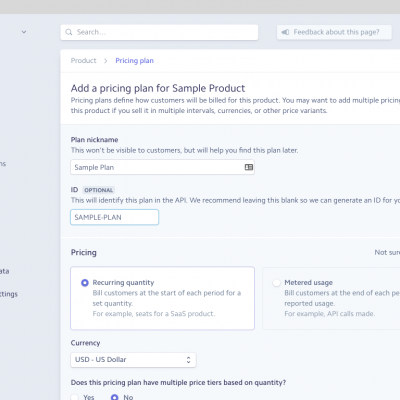 Search...
Feedback about this page?
Product > Pricing plan
Add a pricing plan for Sample Product
Pricing plans define how customers will be billed for this product. You may want to add multiple pricing
this product if you sell it in multiple intervals, currencies, or other price variants.
Plan nickname
This won't be visible to customers, but will help you find this plan later.
Sample Plan
ID OPTIONAL
This will identify this plan in the API. We recommend leaving this blank so we can generate an ID for yo
SAMPLE-PLAN
Pricing
Not sur
Recurring quantity
Bill customers at the start of each period for a
set quantity.
For example, seats for a SaaS product.
Metered usage
Bill customers at the end of each pe
reported usage.
For example, API calls made.
Currency
USD - US Dollar
Does this pricing plan have multiple price tiers based on quantity?
Yes No